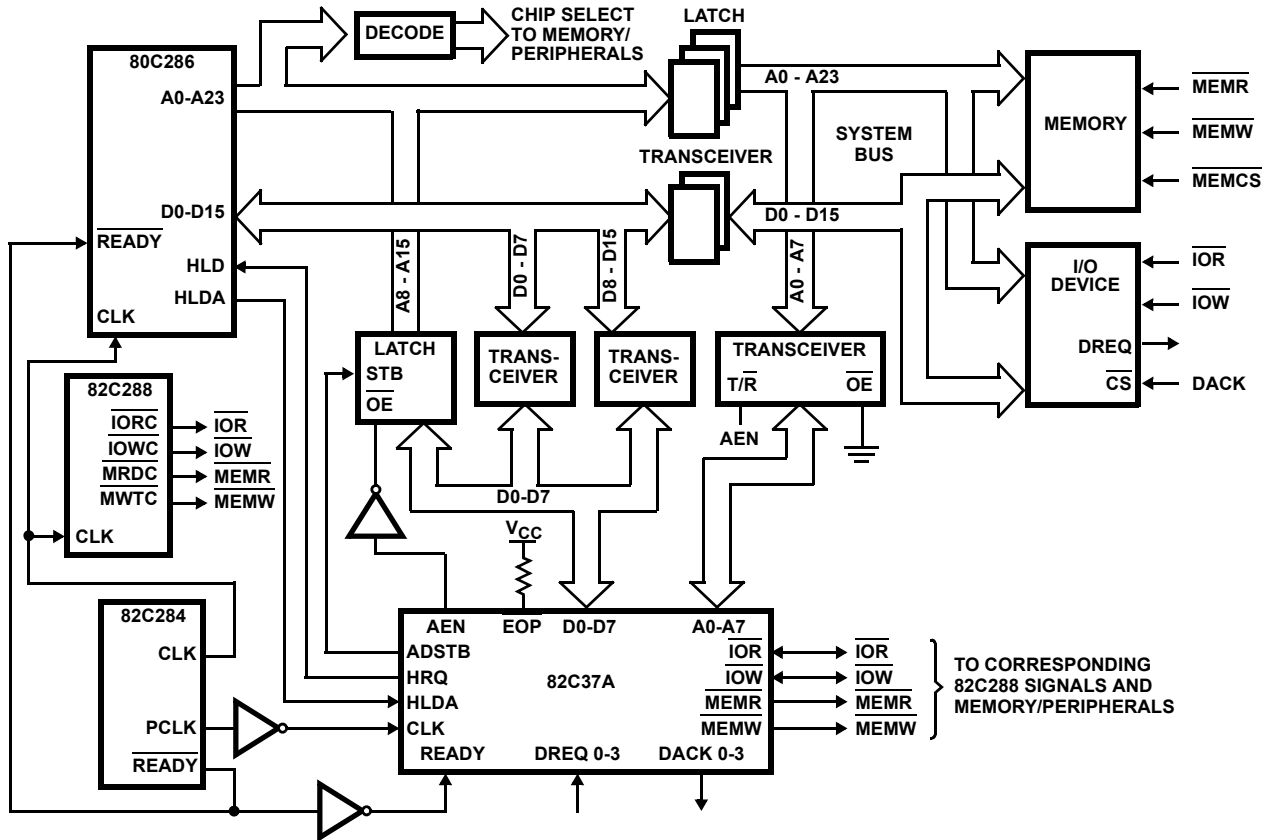 CHIP SELECT
TO MEMORY/
PERIPHERALS
DECODE
LATCH
80C286
A0-A23
D0-D15
READY
HLD
HLDA
CLK
A0 - A23
SYSTEM
BUS
TRANSCEIVER
D0 - D15
MEMORY
MEMR
MEMW
MEMCS
I/O
DEVICE
DREQ
CS
IOR
IOW
DACK
A8 - A15
D0 - D7
D8 - D15
A0 - A7
LATCH
STB
OE
TRANS-
CEIVER
TRANS-
CEIVER
TRANSCEIVER
T/R
OE
AEN
82C288
IORC
IOWC
MRDC
MWTC
CLK
IOR
IOW
MEMR
MEMW
D0-D7
VCC
82C284
CLK
PCLK
READY
82C37A
AEN
EOP
D0-D7
A0-A7
ADSTB
HRQ
HLDA
CLK
READY
DREQ 0-3
DACK 0-3
IOR
IOW
MEMR
MEMW
IOR
IOW
MEMR
MEMW
TO CORRESPONDING
82C288 SIGNALS AND
MEMORY/PERIPHERALS